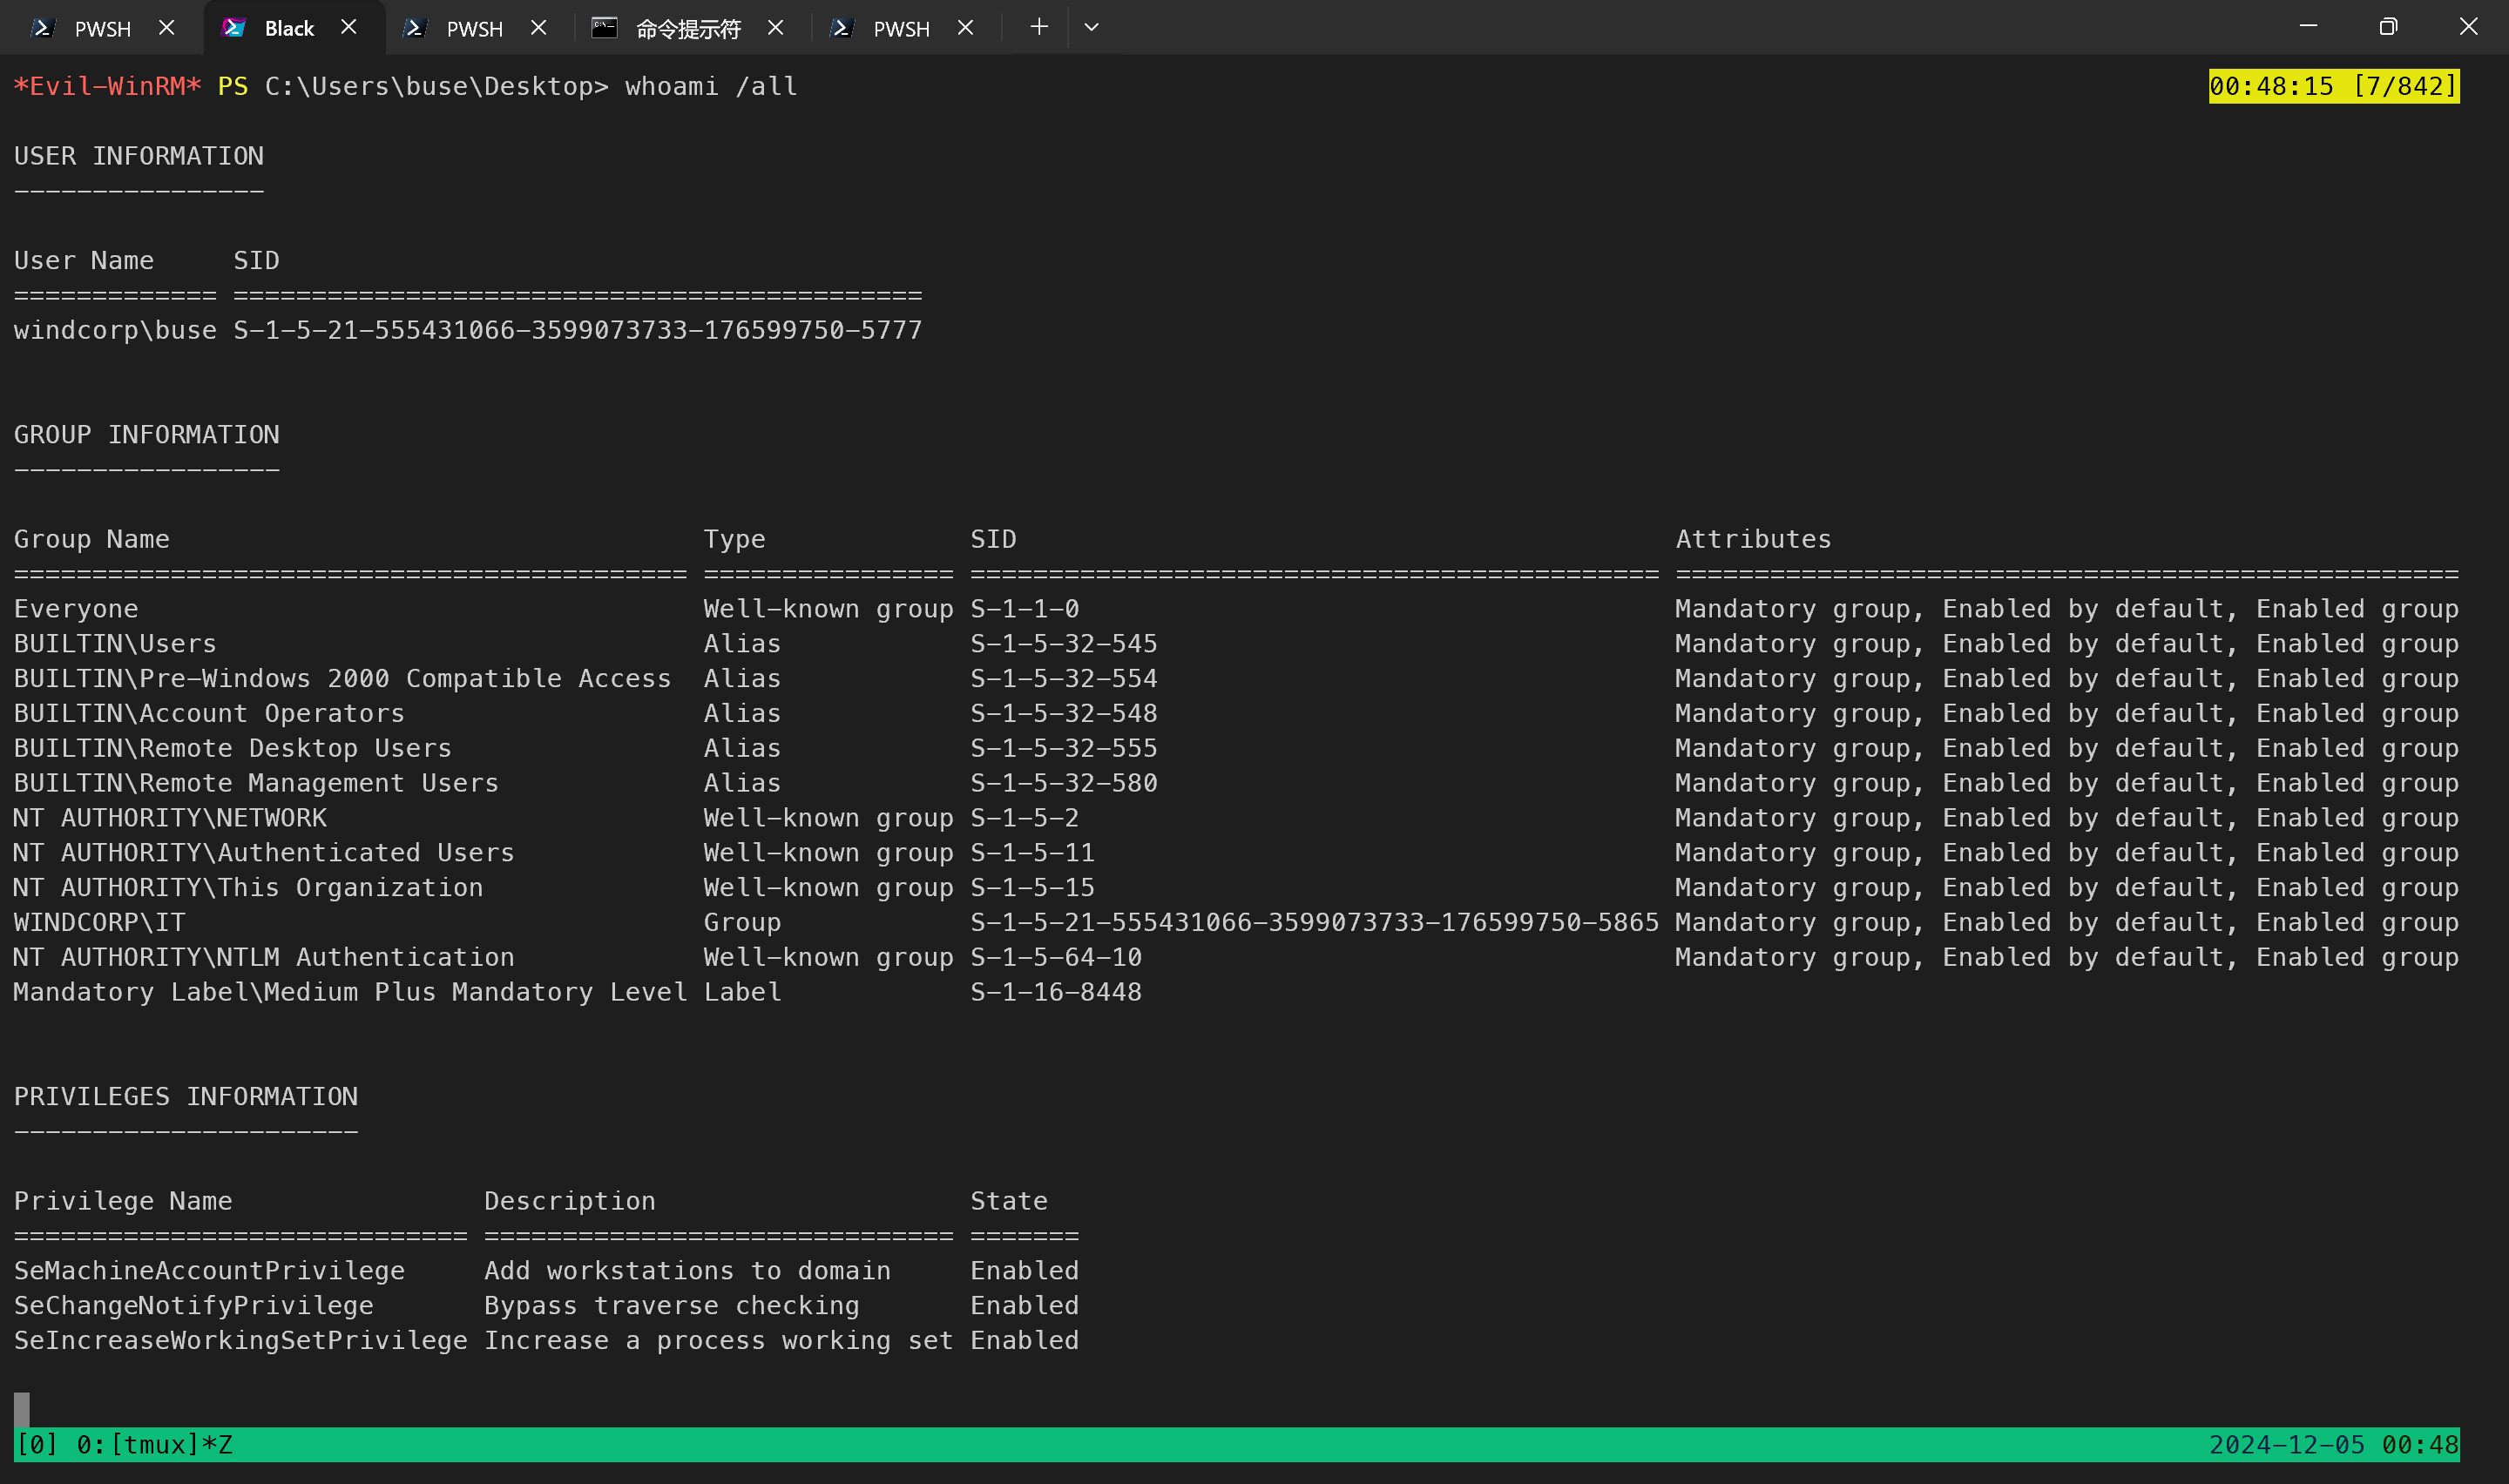 PWSH Black PWSH 命令提示符 PWSH
*Evil-WinRM* PS C:\Users\buse\Desktop> whoami /all 00:48:15 [7/842]
USER INFORMATION
----------------
User Name     SID
============= ============================================
windcorp\buse S-1-5-21-555431066-3599073733-176599750-5777
GROUP INFORMATION
-----------------
Group Name                                  Type             SID                                          Attributes
=========================================== ================ ============================================ ==================================================
Everyone                                    Well-known group S-1-1-0                                      Mandatory group, Enabled by default, Enabled group
BUILTIN\Users                               Alias            S-1-5-32-545                                 Mandatory group, Enabled by default, Enabled group
BUILTIN\Pre-Windows 2000 Compatible Access  Alias            S-1-5-32-554                                 Mandatory group, Enabled by default, Enabled group
BUILTIN\Account Operators                   Alias            S-1-5-32-548                                 Mandatory group, Enabled by default, Enabled group
BUILTIN\Remote Desktop Users                Alias            S-1-5-32-555                                 Mandatory group, Enabled by default, Enabled group
BUILTIN\Remote Management Users             Alias            S-1-5-32-580                                 Mandatory group, Enabled by default, Enabled group
NT AUTHORITY\NETWORK                        Well-known group S-1-5-2                                      Mandatory group, Enabled by default, Enabled group
NT AUTHORITY\Authenticated Users            Well-known group S-1-5-11                                     Mandatory group, Enabled by default, Enabled group
NT AUTHORITY\This Organization              Well-known group S-1-5-15                                     Mandatory group, Enabled by default, Enabled group
WINDCORP\IT                                 Group            S-1-5-21-555431066-3599073733-176599750-5865 Mandatory group, Enabled by default, Enabled group
NT AUTHORITY\NTLM Authentication            Well-known group S-1-5-64-10                                  Mandatory group, Enabled by default, Enabled group
Mandatory Label\Medium Plus Mandatory Level Label            S-1-16-8448
PRIVILEGES INFORMATION
----------------------
Privilege Name                Description                    State
============================= ============================== =======
SeMachineAccountPrivilege     Add workstations to domain     Enabled
SeChangeNotifyPrivilege       Bypass traverse checking       Enabled
SeIncreaseWorkingSetPrivilege Increase a process working set Enabled
[0] 0:[tmux]*Z 2024-12-05 00:48